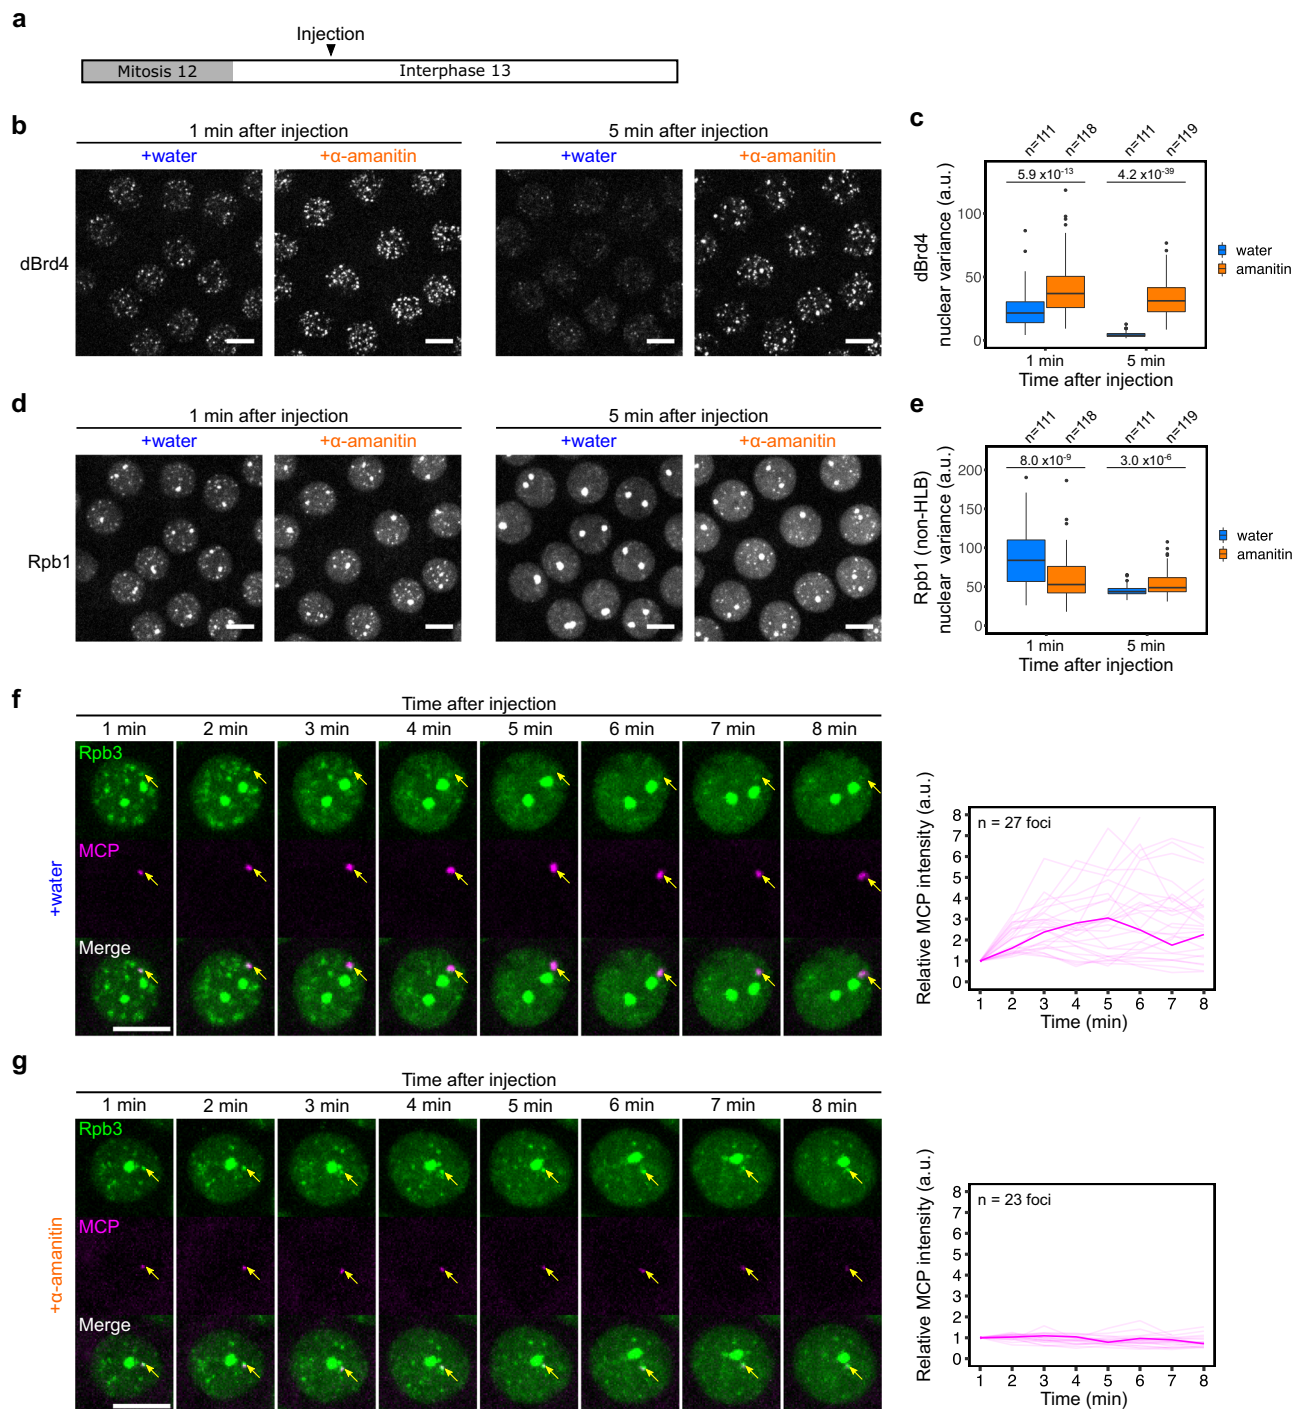 a
Injection
Mitosis 12
Interphase 13
b
1 min after injection
5 min after injection
+water
+α-amanitin
+water
+α-amanitin
dBrd4
c
n=111
n=118
n=111
n=119
5.9 x10⁻¹³
4.2 x10⁻³⁹
dBrd4
nuclear variance (a.u.)
100
50
0
1 min
5 min
Time after injection
water
amanitin
d
1 min after injection
5 min after injection
+water
+α-amanitin
+water
+α-amanitin
Rpb1
e
n=111
n=118
n=111
n=119
8.0 x10⁻⁹
3.0 x10⁻⁶
Rpb1 (non-HLB)
nuclear variance (a.u.)
200
150
100
50
0
1 min
5 min
Time after injection
water
amanitin
f
Time after injection
1 min 2 min 3 min 4 min 5 min 6 min 7 min 8 min
+water
Rpb3
MCP
Merge
Relative MCP intensity (a.u.)
n = 27 foci
8
7
6
5
4
3
2
1
0
1 2 3 4 5 6 7 8
Time (min)
g
Time after injection
1 min 2 min 3 min 4 min 5 min 6 min 7 min 8 min
+α-amanitin
Rpb3
MCP
Merge
Relative MCP intensity (a.u.)
n = 23 foci
8
7
6
5
4
3
2
1
0
1 2 3 4 5 6 7 8
Time (min)